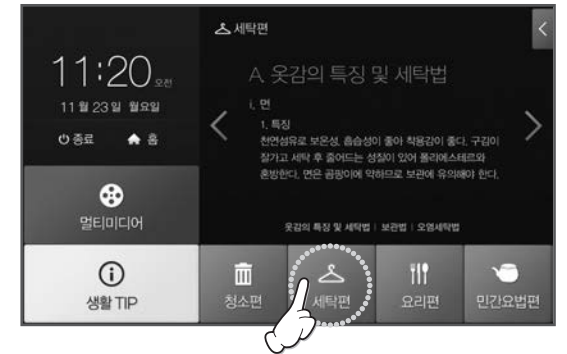 세탁편
11:20 오전
11 월 23 일 월요일
종료 홈
A. 옷감의 특징 및 세탁법
i. 면
1. 특징
천연섬유로 보온성, 흡습성이 좋아 착용감이 좋다. 구김이
잘가고 세탁 후 줄어드는 성질이 있어 폴리에스테르와
혼방한다. 면은 곰팡이에 약하므로 보관에 유의해야 한다.
옷감의 특징 및 세탁법 | 보관법 | 오염세탁법
멀티미디어
생활 TIP
청소편
세탁편
요리편
민간요법편